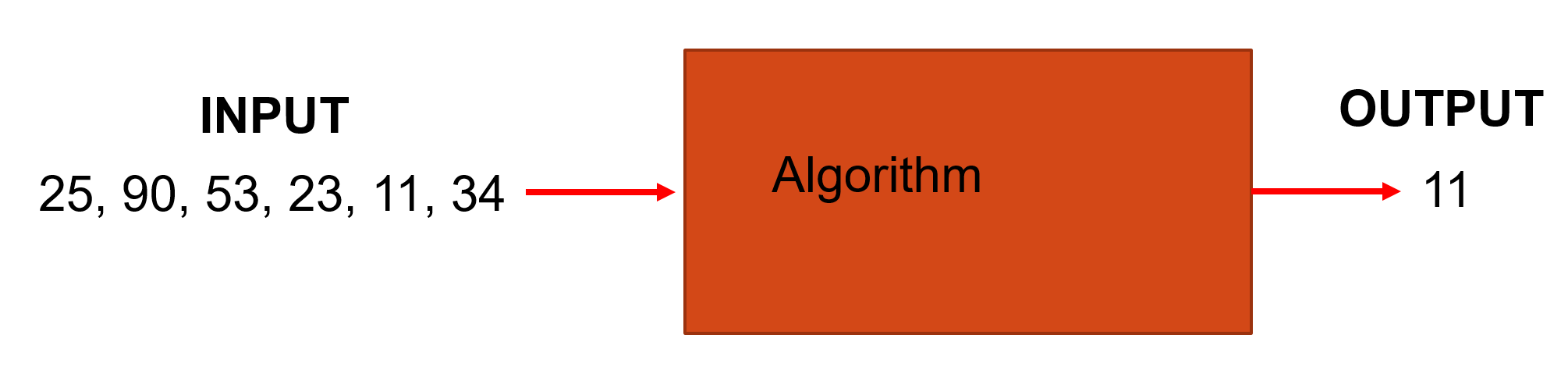 INPUT
25, 90, 53, 23, 11, 34
Algorithm
OUTPUT
11